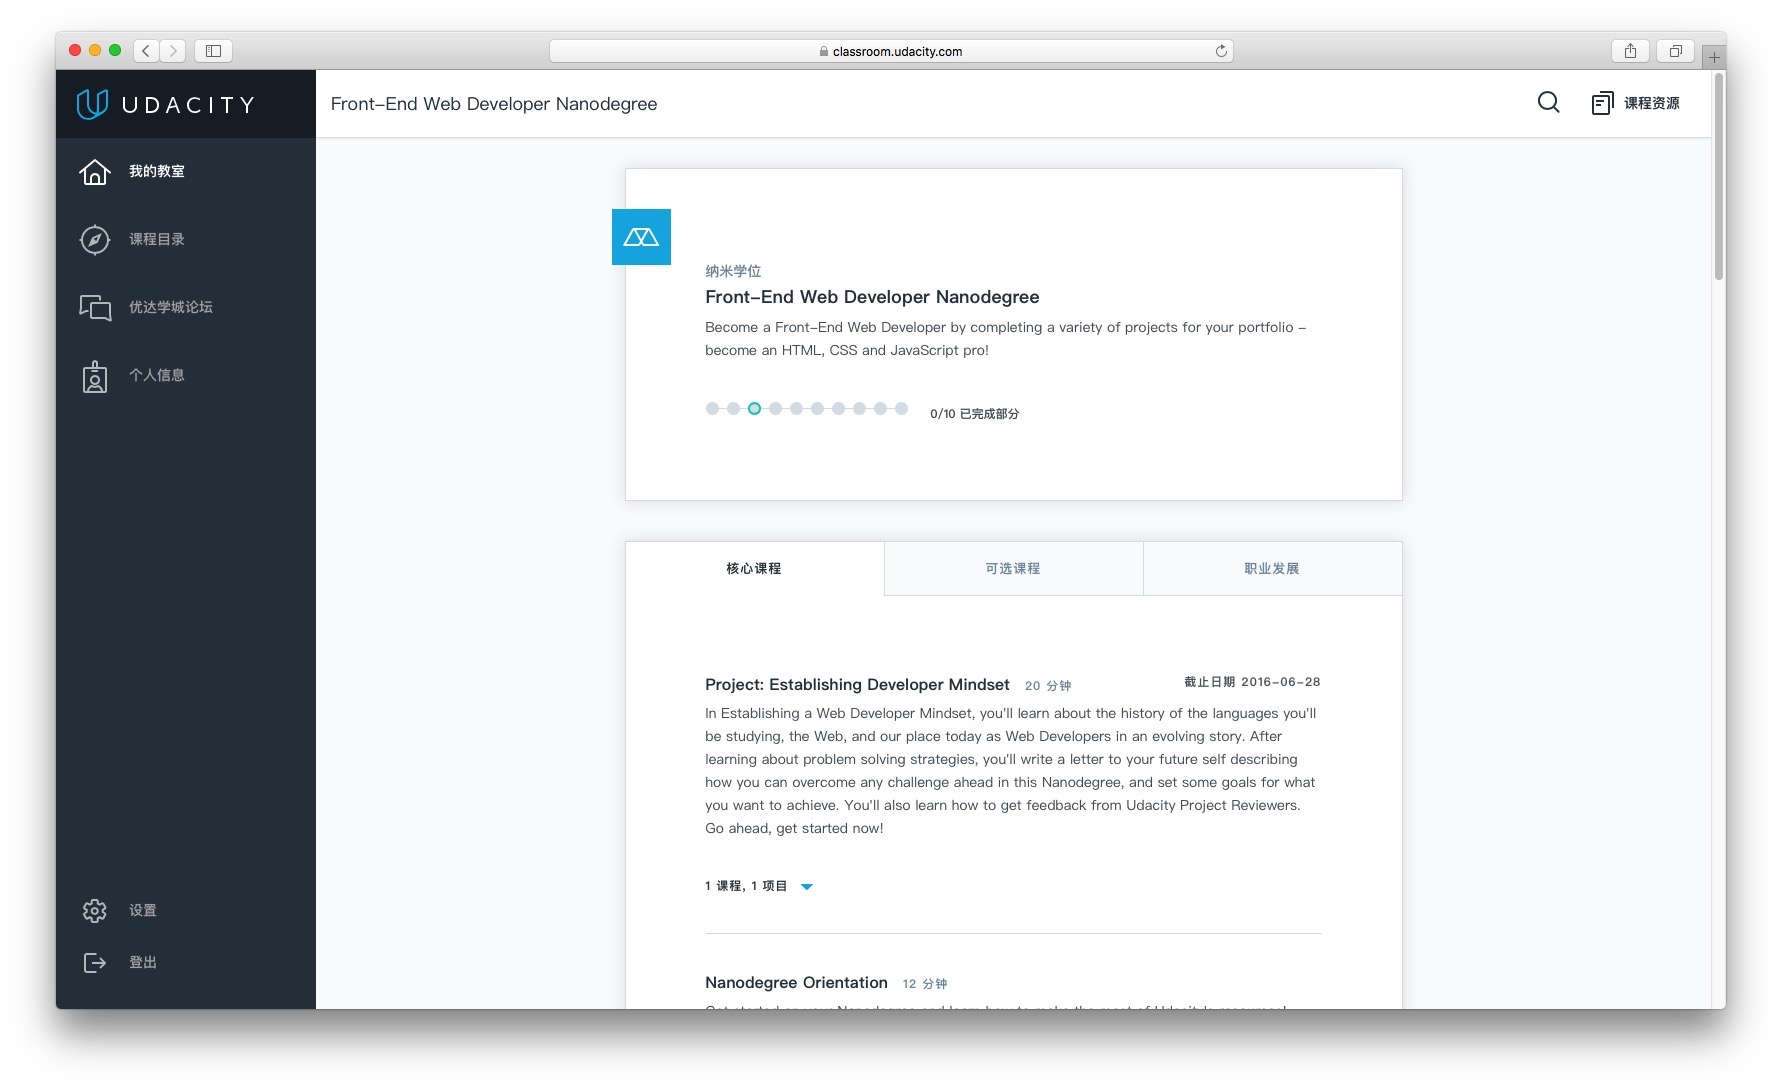 classroom.udacity.com
UDACITY
Front-End Web Developer Nanodegree
课程资源
我的教室
课程目录
优达学城论坛
个人信息
设置
登出
纳米学位
Front-End Web Developer Nanodegree
Become a Front-End Web Developer by completing a variety of projects for your portfolio -
become an HTML, CSS and JavaScript pro!
0/10 已完成部分
核心课程
可选课程
职业发展
Project: Establishing Developer Mindset 20 分钟
截止日期 2016-06-28
In Establishing a Web Developer Mindset, you'll learn about the history of the languages you'll
be studying, the Web, and our place today as Web Developers in an evolving story. After
learning about problem solving strategies, you'll write a letter to your future self describing
how you can overcome any challenge ahead in this Nanodegree, and set some goals for what
you want to achieve. You'll also learn how to get feedback from Udacity Project Reviewers.
Go ahead, get started now!
1 课程, 1 项目
Nanodegree Orientation 12 分钟